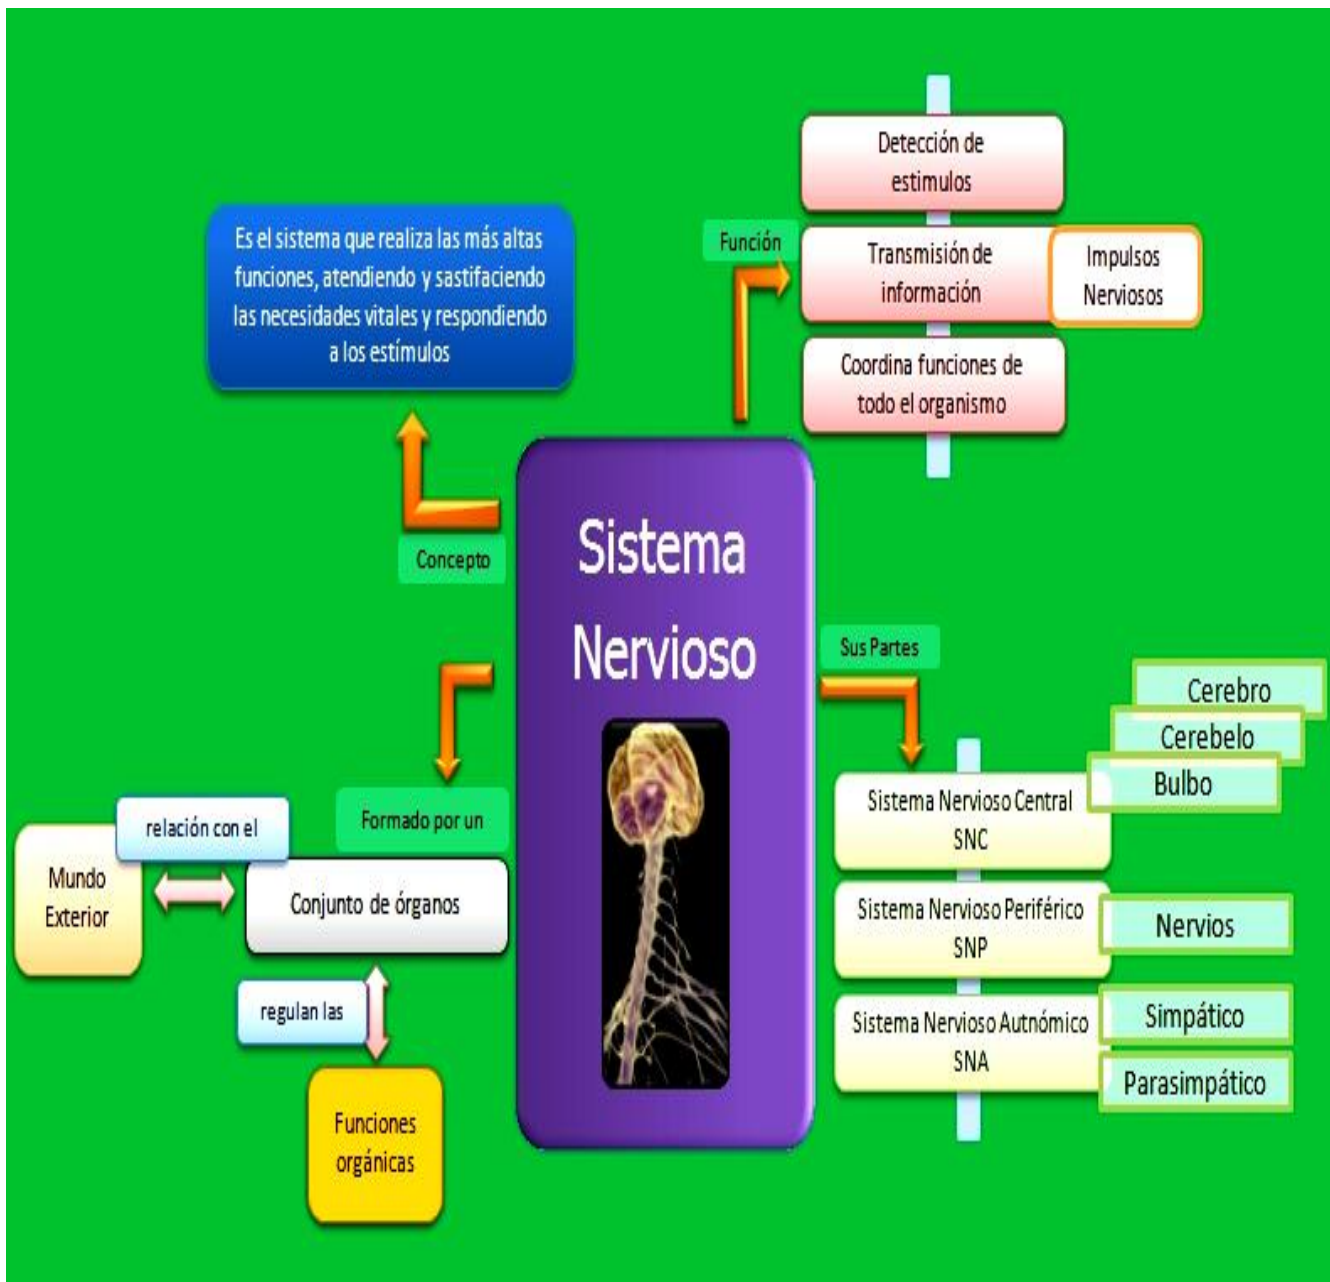 Sistema
Nervioso
Concepto
Es el sistema que realiza las más altas
funciones, atendiendo y sastifaciendo
las necesidades vitales y respondiendo
a los estímulos
Función
Detección de
estimulos
Transmisión de
información
Impulsos
Nerviosos
Coordina funciones de
todo el organismo
Sus Partes
Sistema Nervioso Central
SNC
Cerebro
Cerebelo
Bulbo
Sistema Nervioso Periférico
SNP
Nervios
Sistema Nervioso Autnómico
SNA
Simpático
Parasimpático
Formado por un
Conjunto de órganos
relación con el
Mundo
Exterior
regulan las
Funciones
orgánicas